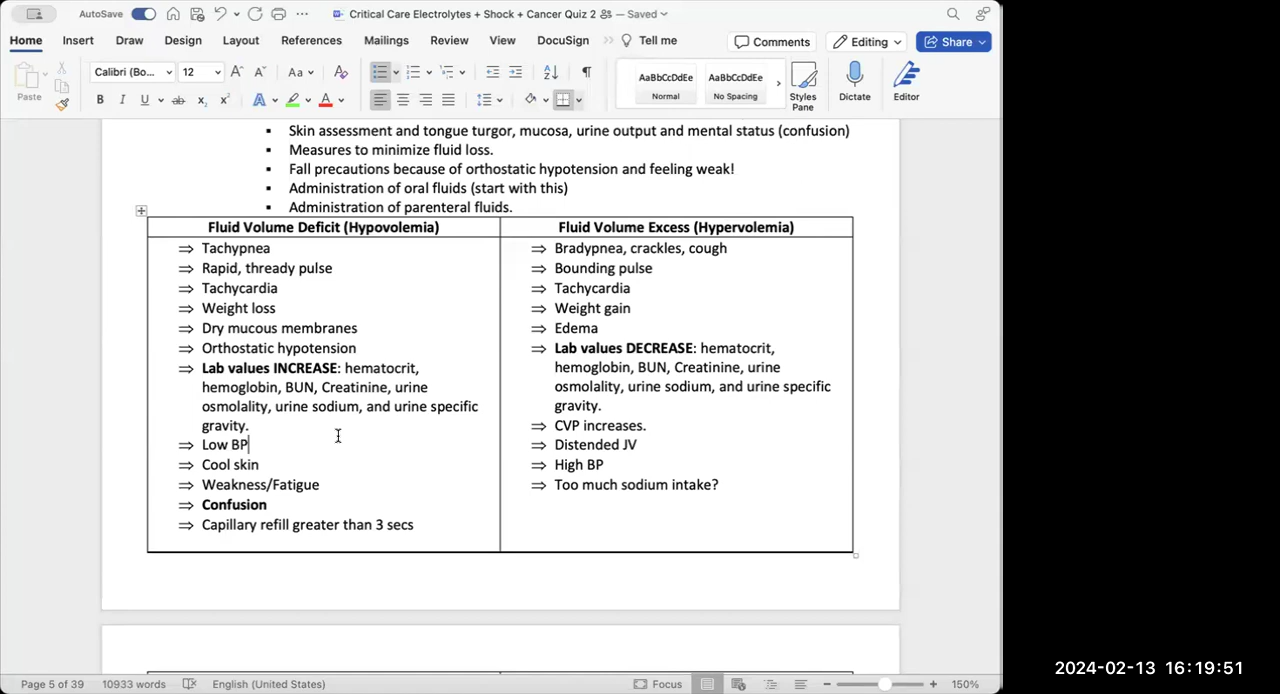 AutoSave
Critical Care Electrolytes + Shock + Cancer Quiz 2
— Saved
Home
Insert
Draw
Design
Layout
References
Mailings
Review
View
DocuSign
Tell me
Comments
Editing
Share
Paste
Calibri (Bo...
12
A
A
Aa
A
B
I
U
ab
x₂
x²
A
A
AaBbCcDdEe
Normal
AaBbCcDdEe
No Spacing
Styles
Pane
Dictate
Editor
▪ Skin assessment and tongue turgor, mucosa, urine output and mental status (confusion)
▪ Measures to minimize fluid loss.
▪ Fall precautions because of orthostatic hypotension and feeling weak!
▪ Administration of oral fluids (start with this)
▪ Administration of parenteral fluids.
Fluid Volume Deficit (Hypovolemia)
⇒ Tachypnea
⇒ Rapid, thready pulse
⇒ Tachycardia
⇒ Weight loss
⇒ Dry mucous membranes
⇒ Orthostatic hypotension
⇒ Lab values INCREASE: hematocrit,
hemoglobin, BUN, Creatinine, urine
osmolality, urine sodium, and urine specific
gravity.
⇒ Low BP
⇒ Cool skin
⇒ Weakness/Fatigue
⇒ Confusion
⇒ Capillary refill greater than 3 secs
Fluid Volume Excess (Hypervolemia)
⇒ Bradypnea, crackles, cough
⇒ Bounding pulse
⇒ Tachycardia
⇒ Weight gain
⇒ Edema
⇒ Lab values DECREASE: hematocrit,
hemoglobin, BUN, Creatinine, urine
osmolality, urine sodium, and urine specific
gravity.
⇒ CVP increases.
⇒ Distended JV
⇒ High BP
⇒ Too much sodium intake?
Page 5 of 39
10933 words
English (United States)
Focus
150%
2024-02-13 16:19:51